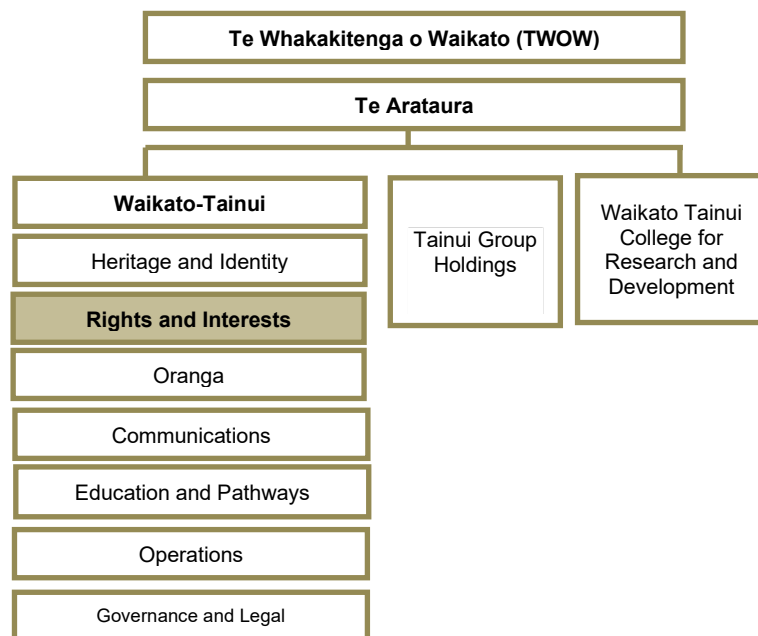 Te Whakakitenga o Waikato (TWOW)
Te Arataura
Waikato-Tainui
Heritage and Identity
Rights and Interests
Oranga
Communications
Education and Pathways
Operations
Governance and Legal
Tainui Group
Holdings
Waikato Tainui
College for
Research and
Development